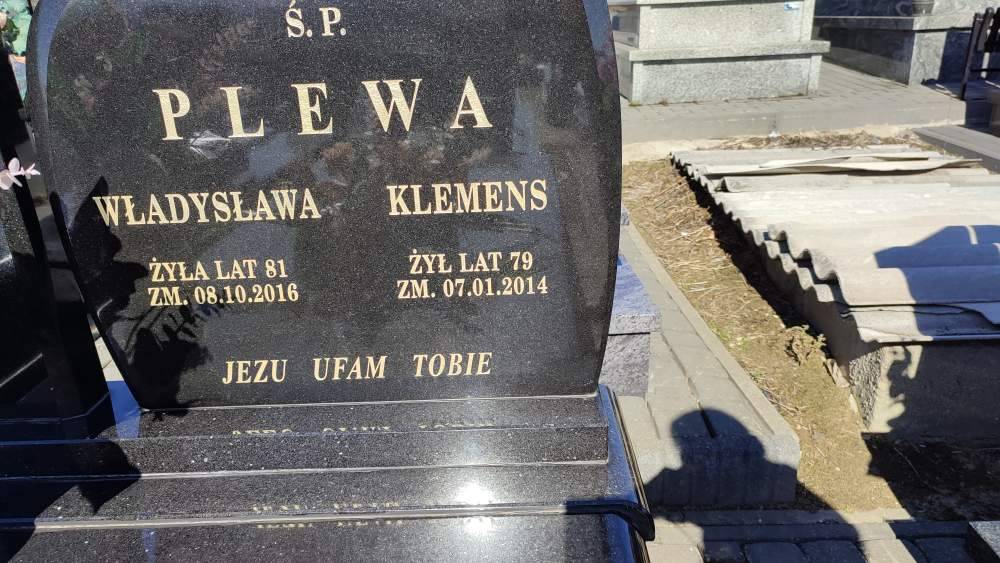 Ś.P.
PLEWA
WŁADYSŁAWA KLEMENS
ŻYŁA LAT 81 ŻYŁ LAT 79
ZM. 08.10.2016 ZM. 07.01.2014
JEZU UFAM TOBIE